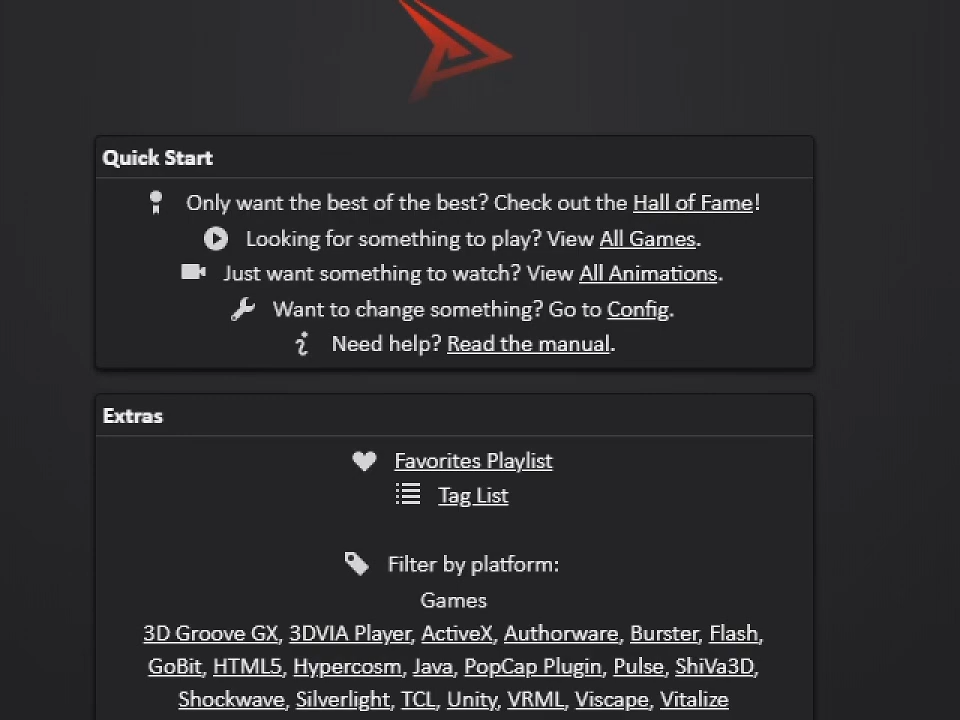 Quick Start
Only want the best of the best? Check out the Hall of Fame!
Looking for something to play? View All Games.
Just want something to watch? View All Animations.
Want to change something? Go to Config.
Need help? Read the manual.
Extras
Favorites Playlist
Tag List
Filter by platform:
Games
3D Groove GX, 3DVIA Player, ActiveX, Authorware, Burster, Flash,
GoBit, HTML5, Hypercosm, Java, PopCap Plugin, Pulse, ShiVa3D,
Shockwave, Silverlight, TCL, Unity, VRML, Viscape, Vitalize